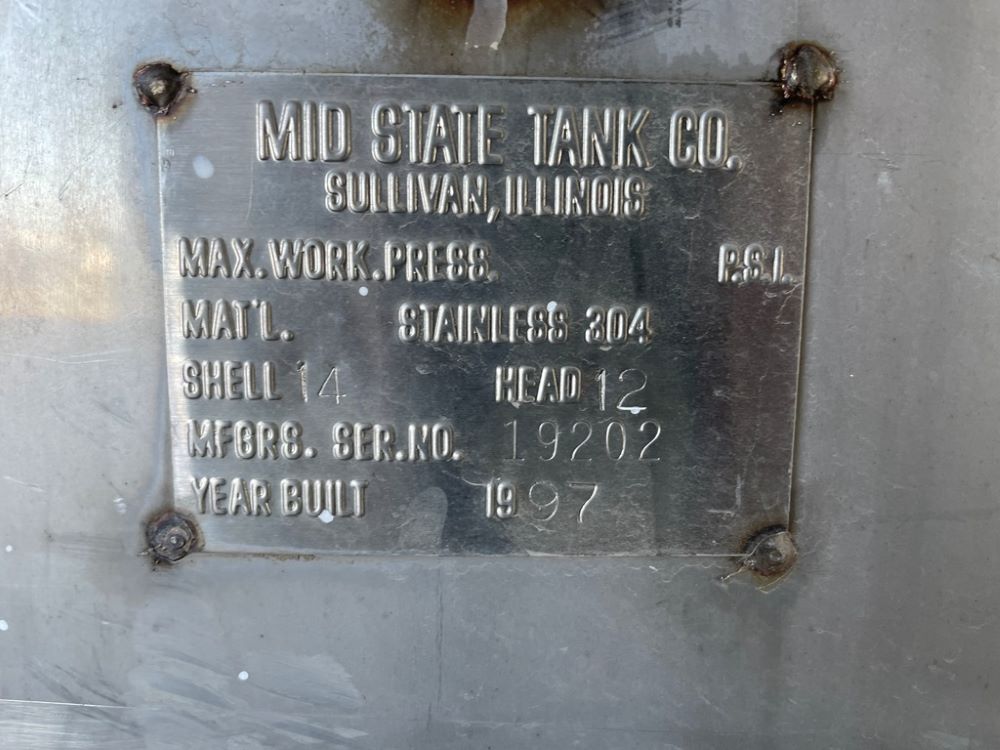 MID STATE TANK CO.
SULLIVAN, ILLINOIS
MAX. WORK. PRESS. P.S.I.
MAT'L. STAINLESS 304
SHELL 14 HEAD 12
MFGRS. SER. NO. 19202
YEAR BUILT 1997